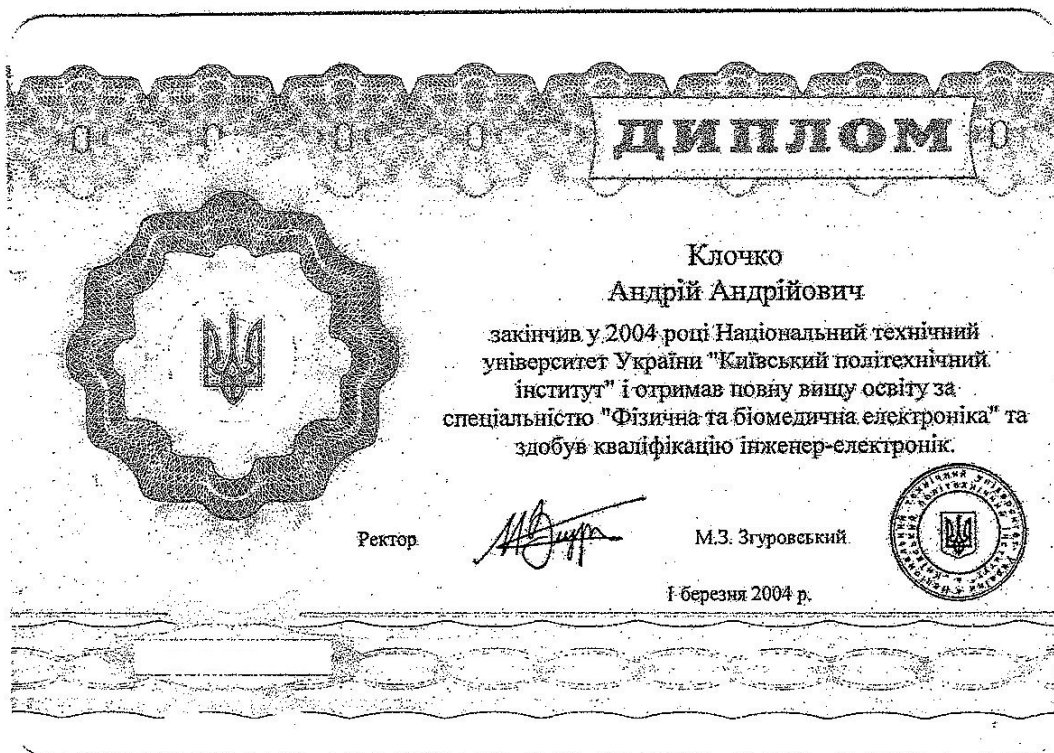 ДИПЛОМ
Клочко
Андрій Андрійович
закінчив у 2004 році Національний технічний
університет України "Київський політехнічний
інститут" і отримав повну вищу освіту за
спеціальністю "Фізична та біомедична електроніка" та
здобув кваліфікацію інженер-електронік.
Ректор
М.З. Згуровський
1 березня 2004 р.